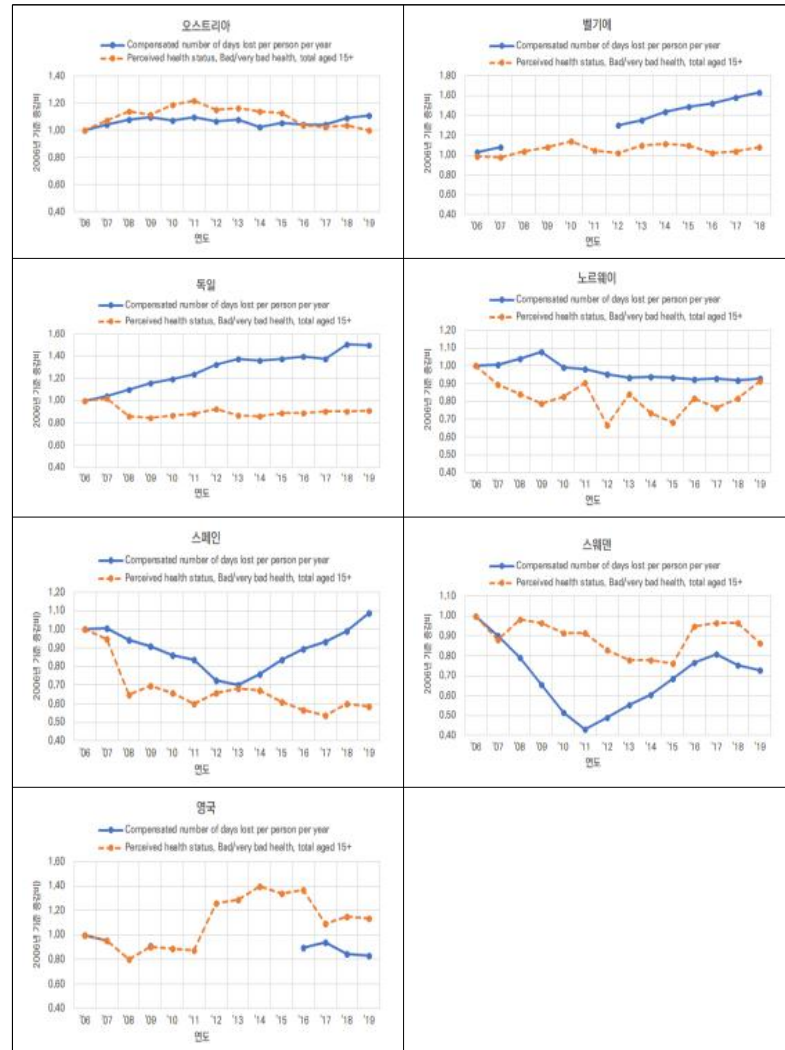 오스트리아
Compensated number of days lost per person per year
Perceived health status, Bad/very bad health, total aged 15+
2006년 기준 증감비
1,40
1,20
1,00
0,80
0,60
0,40
'06 '07 '08 '09 '10 '11 '12 '13 '14 '15 '16 '17 '18 '19
연도
벨기에
Compensated number of days lost per person per year
Perceived health status, Bad/very bad health, total aged 15+
2006년 기준 증감비
1,80
1,60
1,40
1,20
1,00
0,80
0,60
0,40
'06 '07 '08 '09 '10 '11 '12 '13 '14 '15 '16 '17 '18
연도
독일
Compensated number of days lost per person per year
Perceived health status, Bad/very bad health, total aged 15+
2006년 기준 증감비
1,60
1,40
1,20
1,00
0,80
0,60
0,40
'06 '07 '08 '09 '10 '11 '12 '13 '14 '15 '16 '17 '18 '19
연도
노르웨이
Compensated number of days lost per person per year
Perceived health status, Bad/very bad health, total aged 15+
2006년 기준 증감비
1,20
1,10
1,00
0,90
0,80
0,70
0,60
0,50
0,40
'06 '07 '08 '09 '10 '11 '12 '13 '14 '15 '16 '17 '18 '19
연도
스페인
Compensated number of days lost per person per year
Perceived health status, Bad/very bad health, total aged 15+
2006년 기준 증감비)
1,20
1,10
1,00
0,90
0,80
0,70
0,60
0,50
0,40
'06 '07 '08 '09 '10 '11 '12 '13 '14 '15 '16 '17 '18 '19
연도
스웨덴
Compensated number of days lost per person per year
Perceived health status, Bad/very bad health, total aged 15+
2006년 기준 증감비
1,10
1,00
0,90
0,80
0,70
0,60
0,50
0,40
'06 '07 '08 '09 '10 '11 '12 '13 '14 '15 '16 '17 '18 '19
연도
영국
Compensated number of days lost per person per year
Perceived health status, Bad/very bad health, total aged 15+
2006년 기준 증감비)
1,60
1,40
1,20
1,00
0,80
0,60
0,40
'06 '07 '08 '09 '10 '11 '12 '13 '14 '15 '16 '17 '18 '19
연도